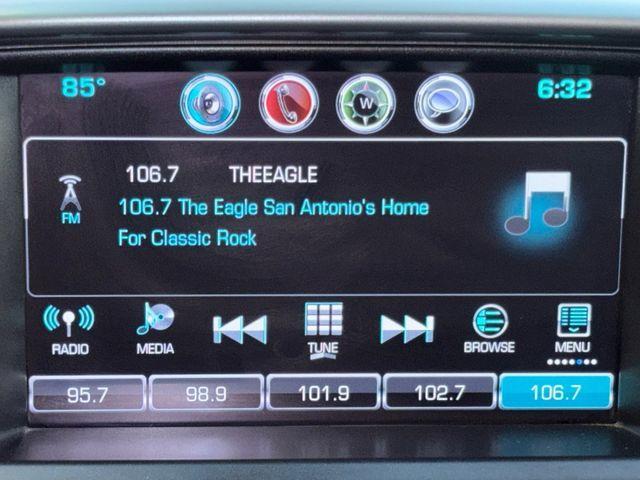 85° 6:32
W
106.7 THEEAGLE
FM
106.7 The Eagle San Antonio's Home
For Classic Rock
RADIO MEDIA TUNE BROWSE MENU
95.7 98.9 101.9 102.7 106.7